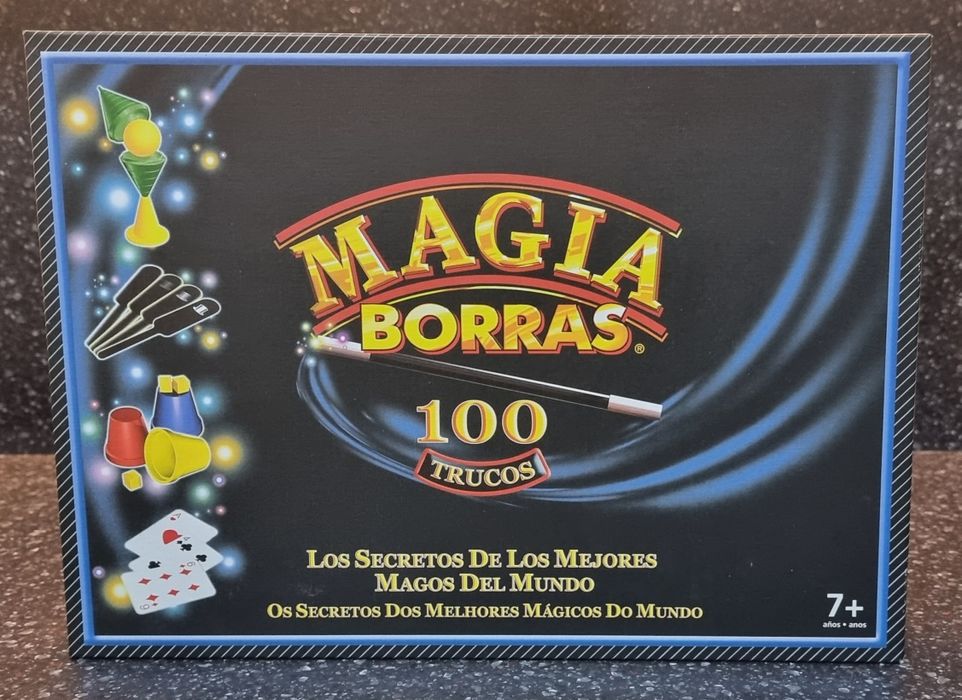 MAGIA
BORRAS®
100
TRUCOS
LOS SECRETOS DE LOS MEJORES
MAGOS DEL MUNDO
OS SECRETOS DOS MELHORES MÁGICOS DO MUNDO
7+
años • anos